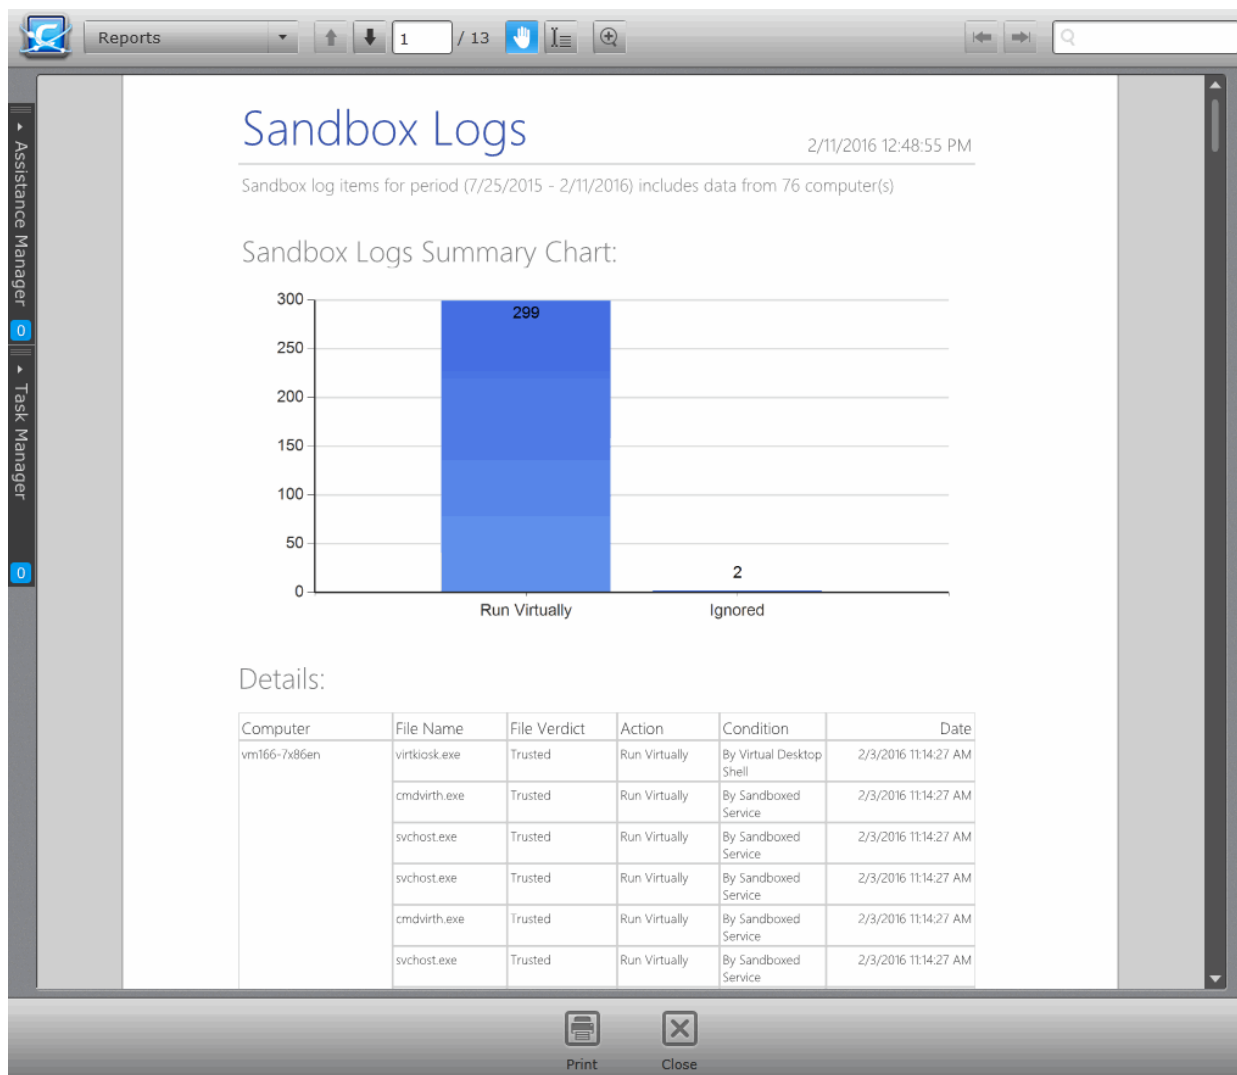 Reports
1
/ 13
Assistance Manager
0
Task Manager
0
Sandbox Logs
2/11/2016 12:48:55 PM
Sandbox log items for period (7/25/2015 - 2/11/2016) includes data from 76 computer(s)
Sandbox Logs Summary Chart:
300
299
250
200
150
100
50
2
0
Run Virtually Ignored
Details:
Computer File Name File Verdict Action Condition Date
vm166-7x86en virtkiosk.exe Trusted Run Virtually By Virtual Desktop 2/3/2016 11:14:27 AM
Shell
cmdvirth.exe Trusted Run Virtually By Sandboxed 2/3/2016 11:14:27 AM
Service
svchost.exe Trusted Run Virtually By Sandboxed 2/3/2016 11:14:27 AM
Service
svchost.exe Trusted Run Virtually By Sandboxed 2/3/2016 11:14:27 AM
Service
cmdvirth.exe Trusted Run Virtually By Sandboxed 2/3/2016 11:14:27 AM
Service
svchost.exe Trusted Run Virtually By Sandboxed 2/3/2016 11:14:27 AM
Service
Print Close